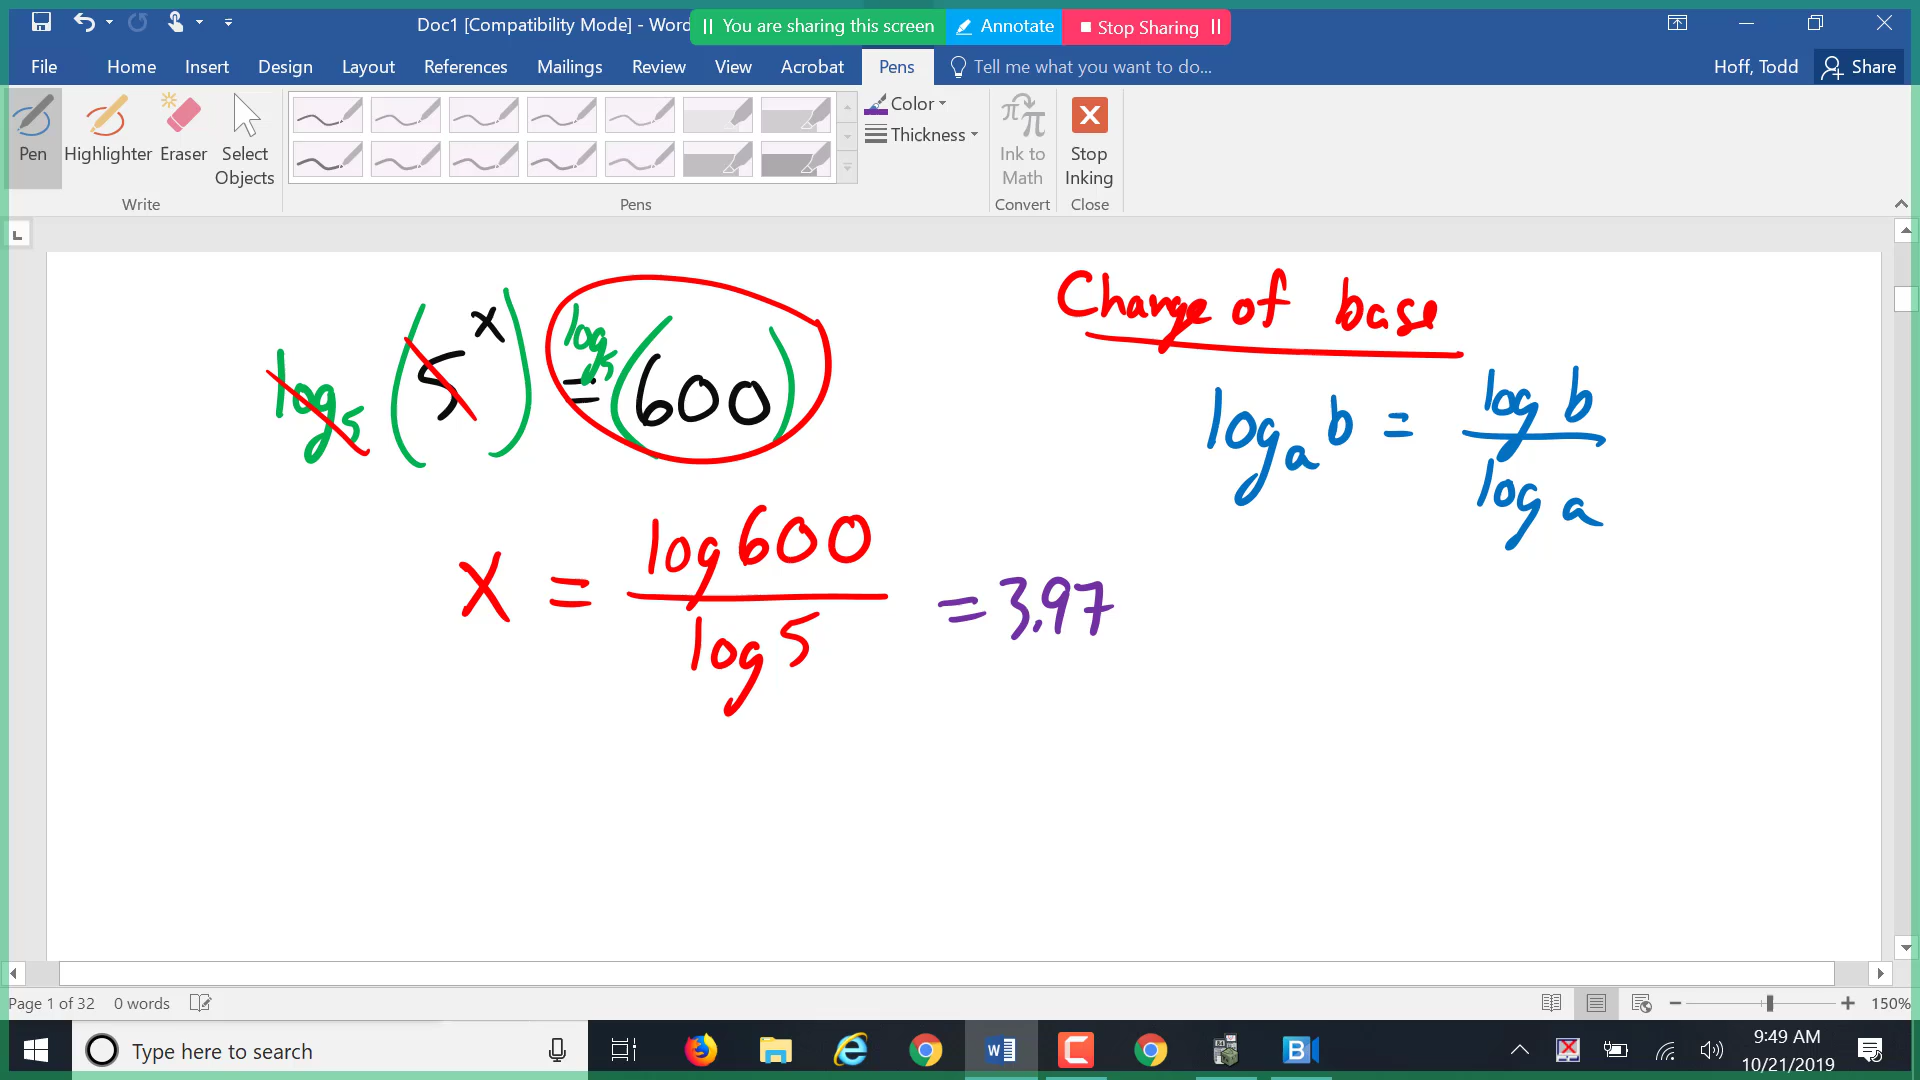 Doc1 [Compatibility Mode] - Word
You are sharing this screen
Annotate
Stop Sharing
File Home Insert Design Layout References Mailings Review View Acrobat Pens Tell me what you want to do... Hoff, Todd Share
Pen Highlighter Eraser Select Objects
Color
Thickness
Ink to Math
Stop Inking
Write Pens Convert Close
Change of base
log₅(5ˣ) = log₅(600)
logₐ b = log b / log a
x = log 600 / log 5 = 3.97
Page 1 of 32 0 words 150%
Type here to search
9:49 AM
10/21/2019